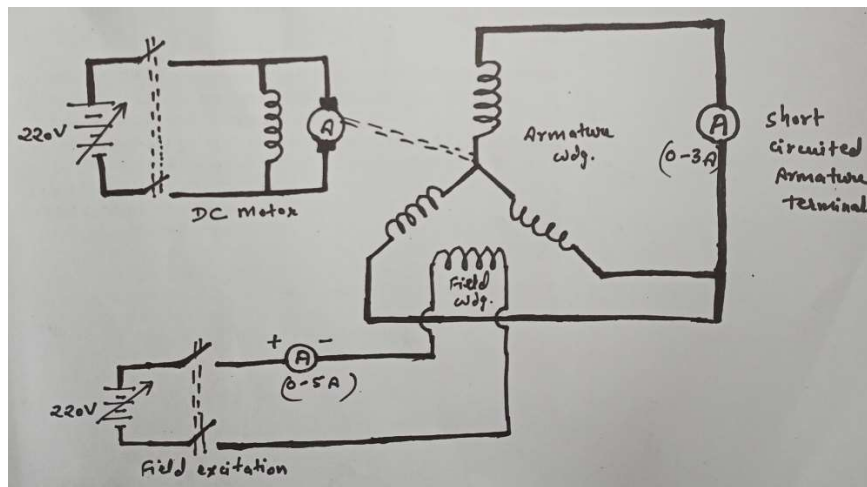 220V
A
DC Motor
Armature
wdg.
A
(0-3A)
Short
circuited
Armature
terminal
Field
wdg.
+ A -
(0-5A)
220V
Field excitation